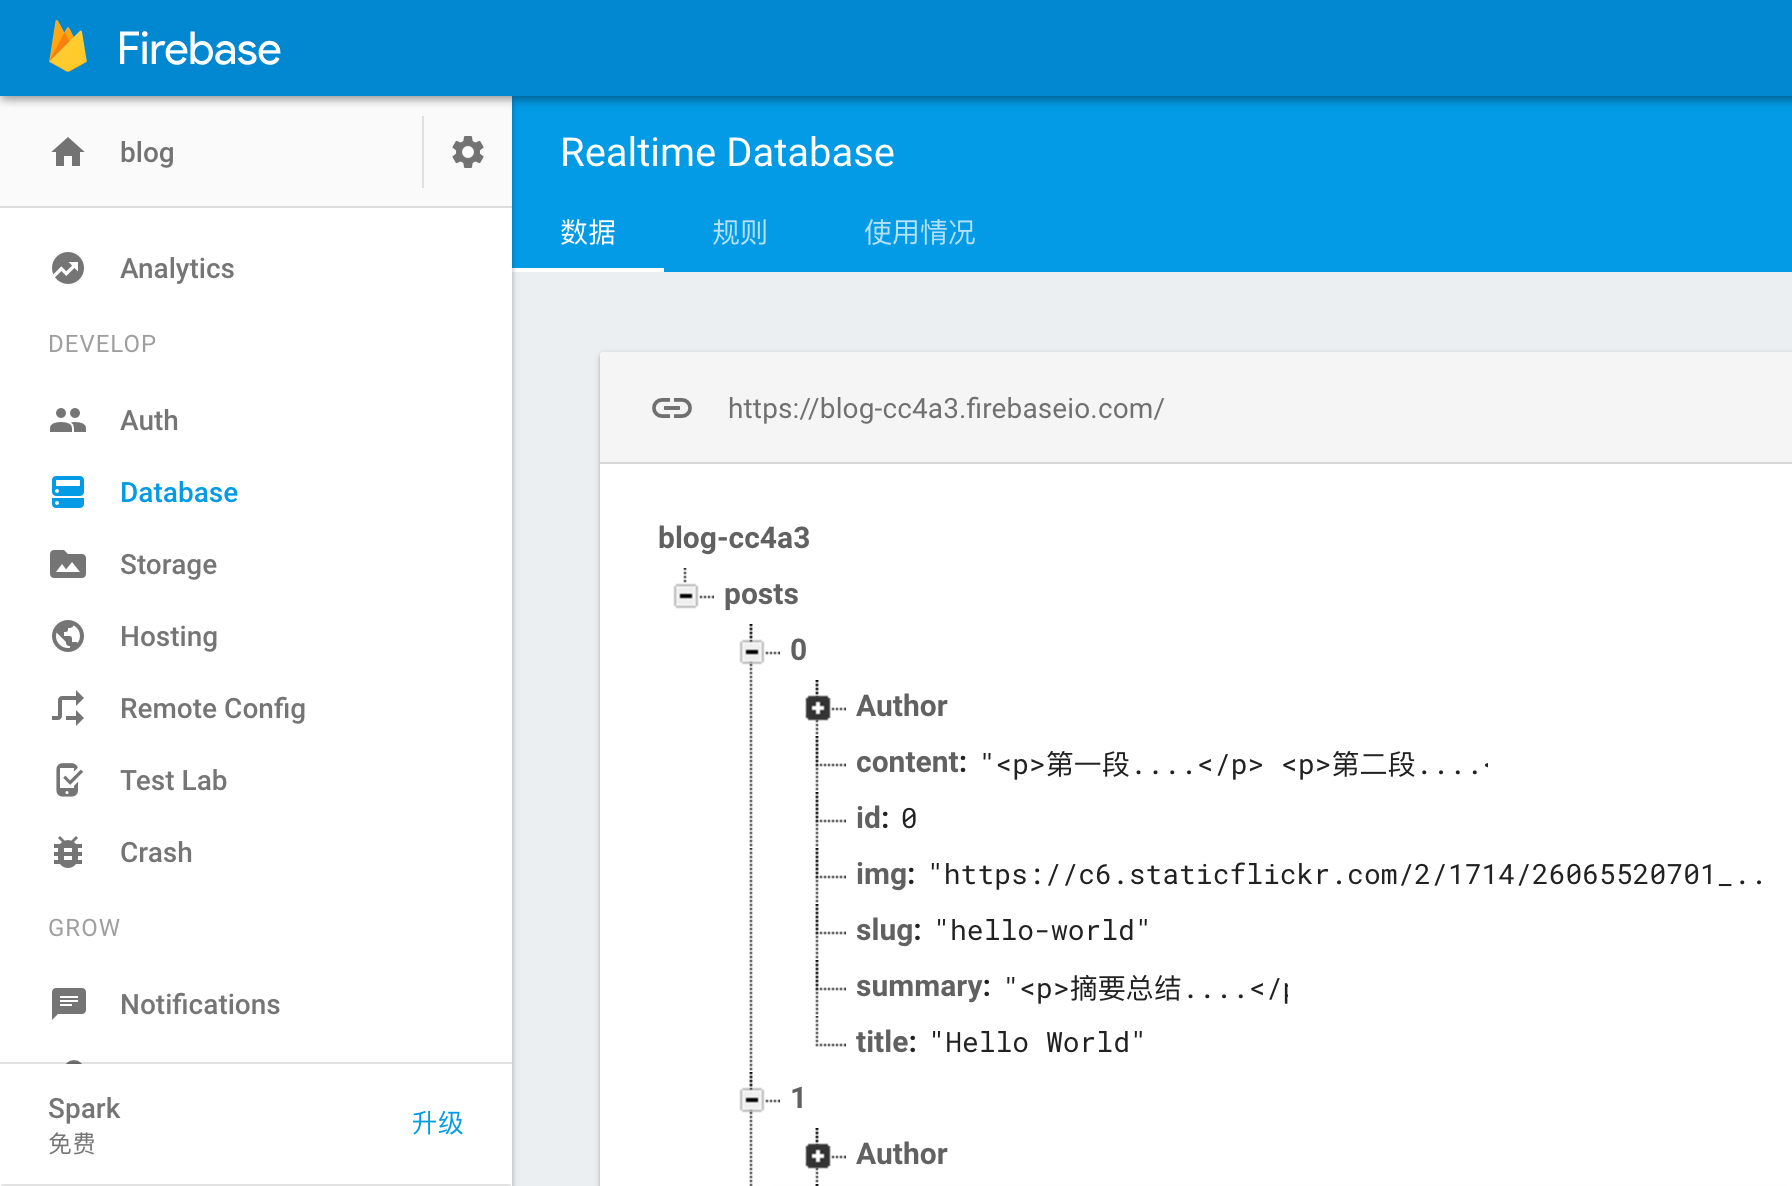 Firebase
blog
Realtime Database
数据 规则 使用情况
Analytics
DEVELOP
Auth
Database
Storage
Hosting
Remote Config
Test Lab
Crash
GROW
Notifications
Spark
免费
升级
https://blog-cc4a3.firebaseio.com/
blog-cc4a3
posts
0
Author
content: "<p>第一段....</p> <p>第二段....
id: 0
img: "https://c6.staticflickr.com/2/1714/26065520701_..
slug: "hello-world"
summary: "<p>摘要总结....</p
title: "Hello World"
1
Author